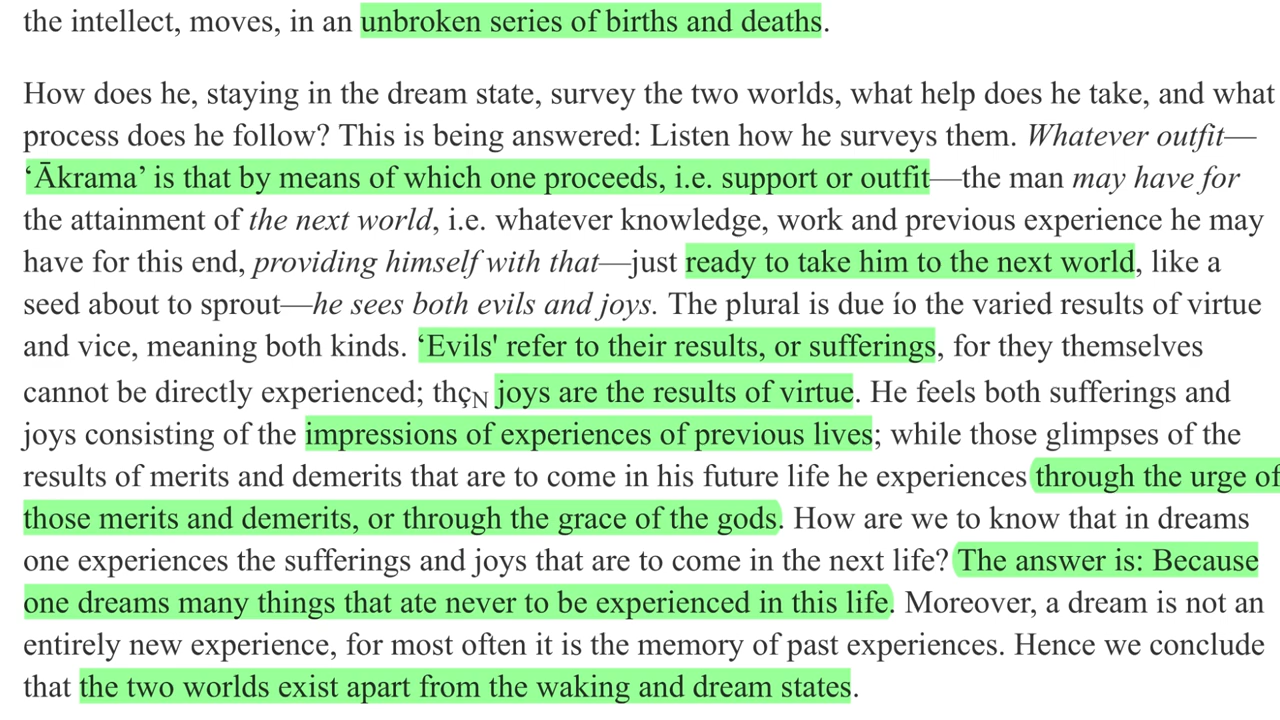 the intellect, moves, in an unbroken series of births and deaths.
How does he, staying in the dream state, survey the two worlds, what help does he take, and what
process does he follow? This is being answered: Listen how he surveys them. Whatever outfit—
‘Ākrama’ is that by means of which one proceeds, i.e. support or outfit—the man may have for
the attainment of the next world, i.e. whatever knowledge, work and previous experience he may
have for this end, providing himself with that—just ready to take him to the next world, like a
seed about to sprout—he sees both evils and joys. The plural is due ío the varied results of virtue
and vice, meaning both kinds. ‘Evils' refer to their results, or sufferings, for they themselves
cannot be directly experienced; thçN joys are the results of virtue. He feels both sufferings and
joys consisting of the impressions of experiences of previous lives; while those glimpses of the
results of merits and demerits that are to come in his future life he experiences through the urge of
those merits and demerits, or through the grace of the gods. How are we to know that in dreams
one experiences the sufferings and joys that are to come in the next life? The answer is: Because
one dreams many things that ate never to be experienced in this life. Moreover, a dream is not an
entirely new experience, for most often it is the memory of past experiences. Hence we conclude
that the two worlds exist apart from the waking and dream states.